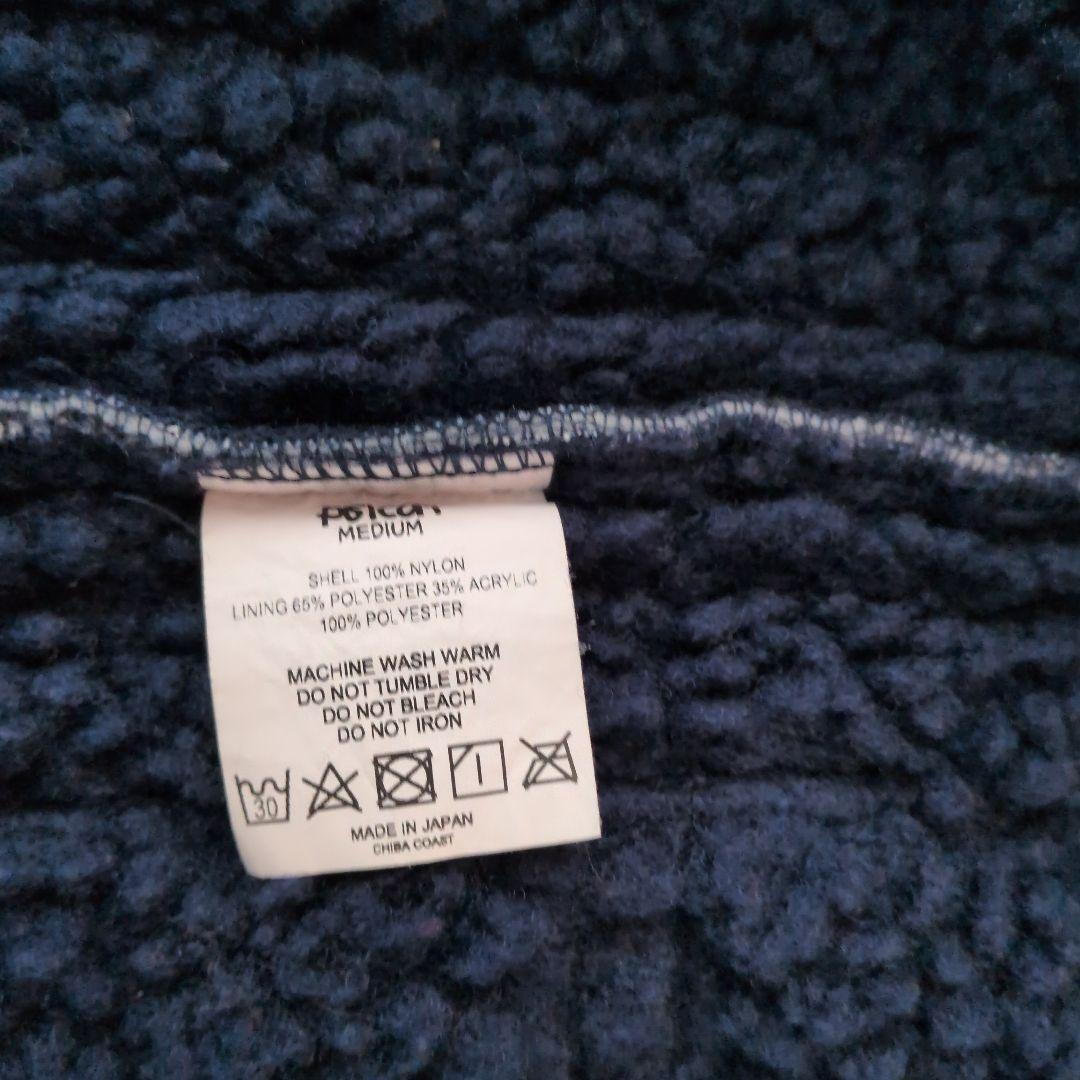 MEDIUM
SHELL 100% NYLON
LINING 65% POLYESTER 35% ACRYLIC
100% POLYESTER
MACHINE WASH WARM
DO NOT TUMBLE DRY
DO NOT BLEACH
DO NOT IRON
30
MADE IN JAPAN
CHIBA COAST